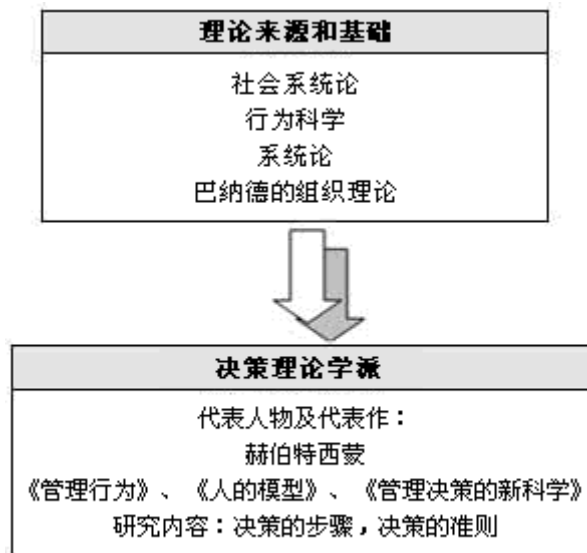 理论来源和基础
社会系统论
行为科学
系统论
巴纳德的组织理论
决策理论学派
代表人物及代表作：
赫伯特西蒙
《管理行为》、《人的模型》、《管理决策的新科学》
研究内容：决策的步骤，决策的准则